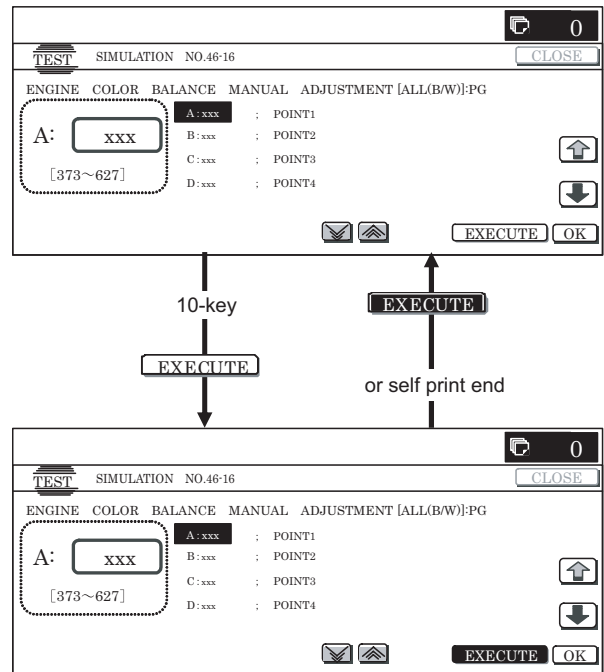 0
TEST SIMULATION NO.46-16 CLOSE
ENGINE COLOR BALANCE MANUAL ADJUSTMENT [ALL(B/W)]:PG
A: xxx
[373~627]
A:xxx ; POINT1
B:xxx ; POINT2
C:xxx ; POINT3
D:xxx ; POINT4
EXECUTE OK
10-key
EXECUTE
EXECUTE
or self print end
0
TEST SIMULATION NO.46-16 CLOSE
ENGINE COLOR BALANCE MANUAL ADJUSTMENT [ALL(B/W)]:PG
A: xxx
[373~627]
A:xxx ; POINT1
B:xxx ; POINT2
C:xxx ; POINT3
D:xxx ; POINT4
EXECUTE OK